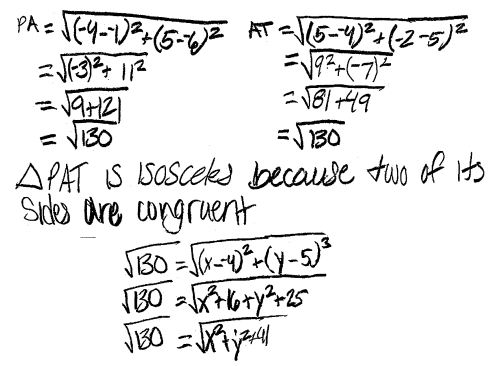 PA = √(-4--1)²+(5-6)² AT = √(5--4)²+(-2-5)²
= √(-3)²+11² = √9²+(-7)²
= √9+121 = √81+49
= √130 = √130
△PAT is isosceles because two of its
sides are congruent
√130 = √(x--4)²+(y-5)³
√130 = √x²+16+y²+25
√130 = √x²+y²+41